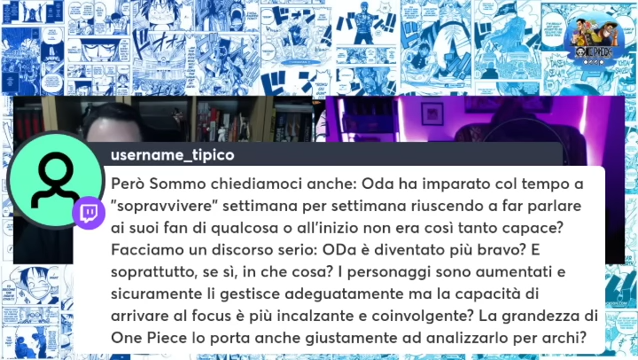 username_tipico
Però Sommo chiediamoci anche: Oda ha imparato col tempo a
"sopravvivere" settimana per settimana riuscendo a far parlare
ai suoi fan di qualcosa o all'inizio non era così tanto capace?
Facciamo un discorso serio: ODa è diventato più bravo? E
soprattutto, se sì, in che cosa? I personaggi sono aumentati e
sicuramente li gestisce adeguatamente ma la capacità di
arrivare al focus è più incalzante e coinvolgente? La grandezza di
One Piece lo porta anche giustamente ad analizzarlo per archi?